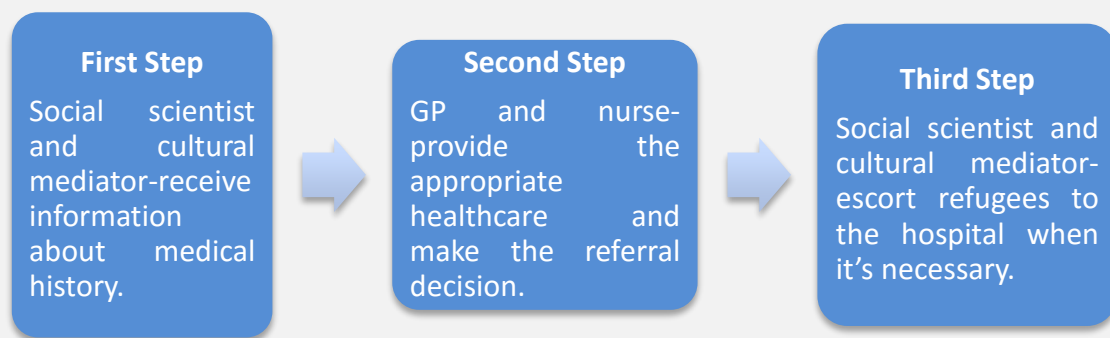 First Step
Social scientist
and cultural
mediator-receive
information
about medical
history.
Second Step
GP and nurse-
provide the
appropriate
healthcare and
make the referral
decision.
Third Step
Social scientist and
cultural mediator-
escort refugees to
the hospital when
it’s necessary.